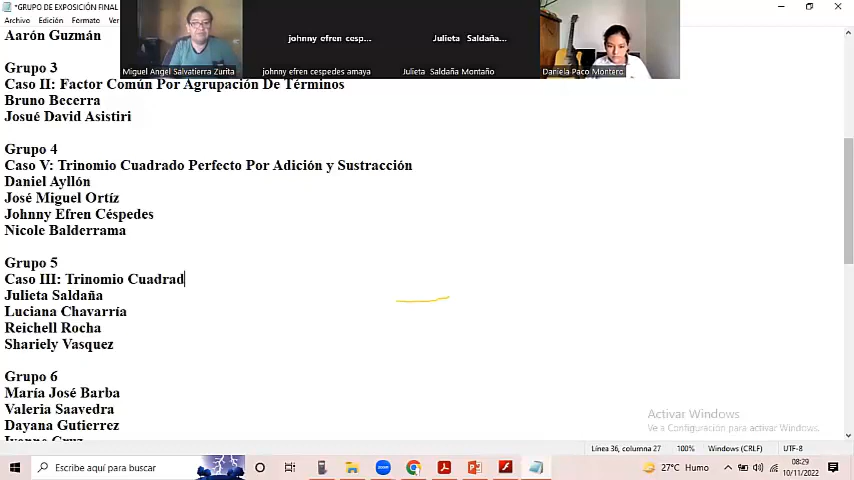 *GRUPO DE EXPOSICIÓN FINAL
Archivo Edición Formato Ver
Miguel Angel Salvatierra Zurita
johnny efren cesp...
johnny efren cespedes amaya
Julieta Saldaña...
Julieta Saldaña Montaño
Daniela Paco Montero
Aarón Guzmán
Grupo 3
Caso II: Factor Común Por Agrupación De Términos
Bruno Becerra
Josué David Asistiri
Grupo 4
Caso V: Trinomio Cuadrado Perfecto Por Adición y Sustracción
Daniel Ayllón
José Miguel Ortíz
Johnny Efren Céspedes
Nicole Balderrama
Grupo 5
Caso III: Trinomio Cuadrad
Julieta Saldaña
Luciana Chavarría
Reichell Rocha
Shariely Vasquez
Grupo 6
María José Barba
Valeria Saavedra
Dayana Gutierrez
Ivanna Cruz
Activar Windows
Ve a Configuración para activar Windows.
Línea 36, columna 27 100% Windows (CRLF) UTF-8
Escribe aquí para buscar
27°C Humo
08:29
10/11/2022